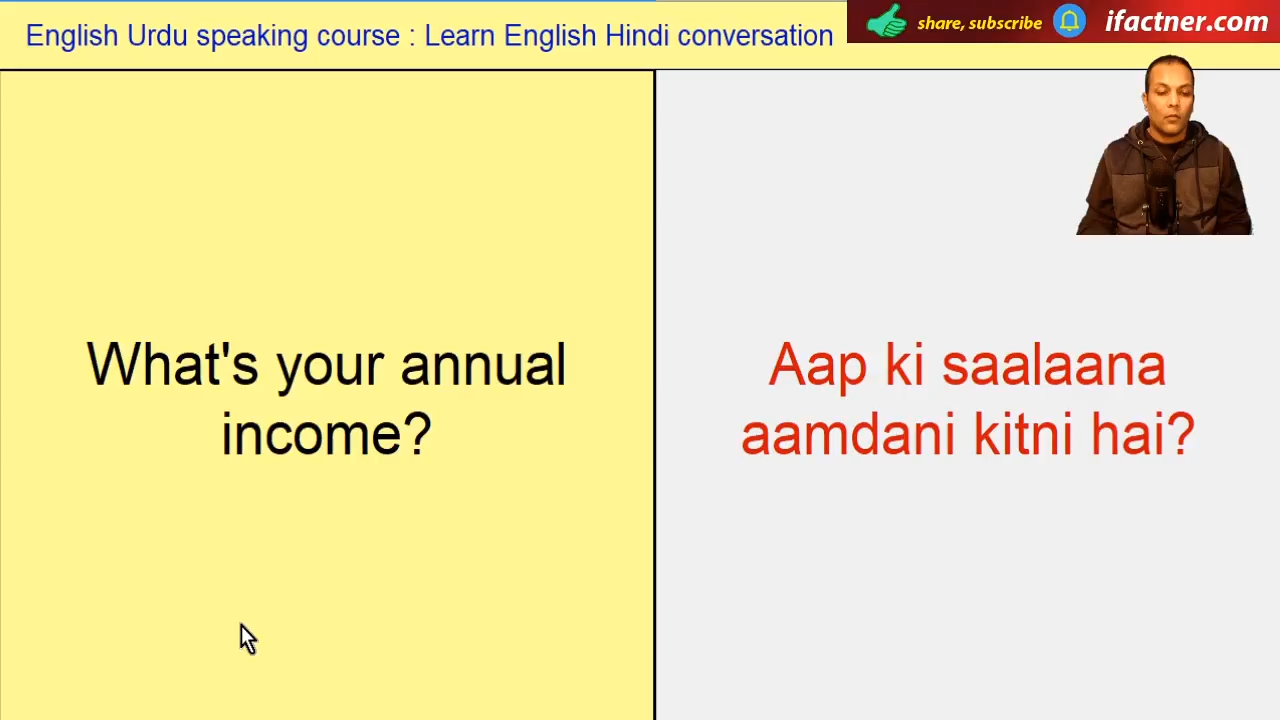 English Urdu speaking course : Learn English Hindi conversation
share, subscribe
ifactner.com
What's your annual
income?
Aap ki saalaana
aamdani kitni hai?